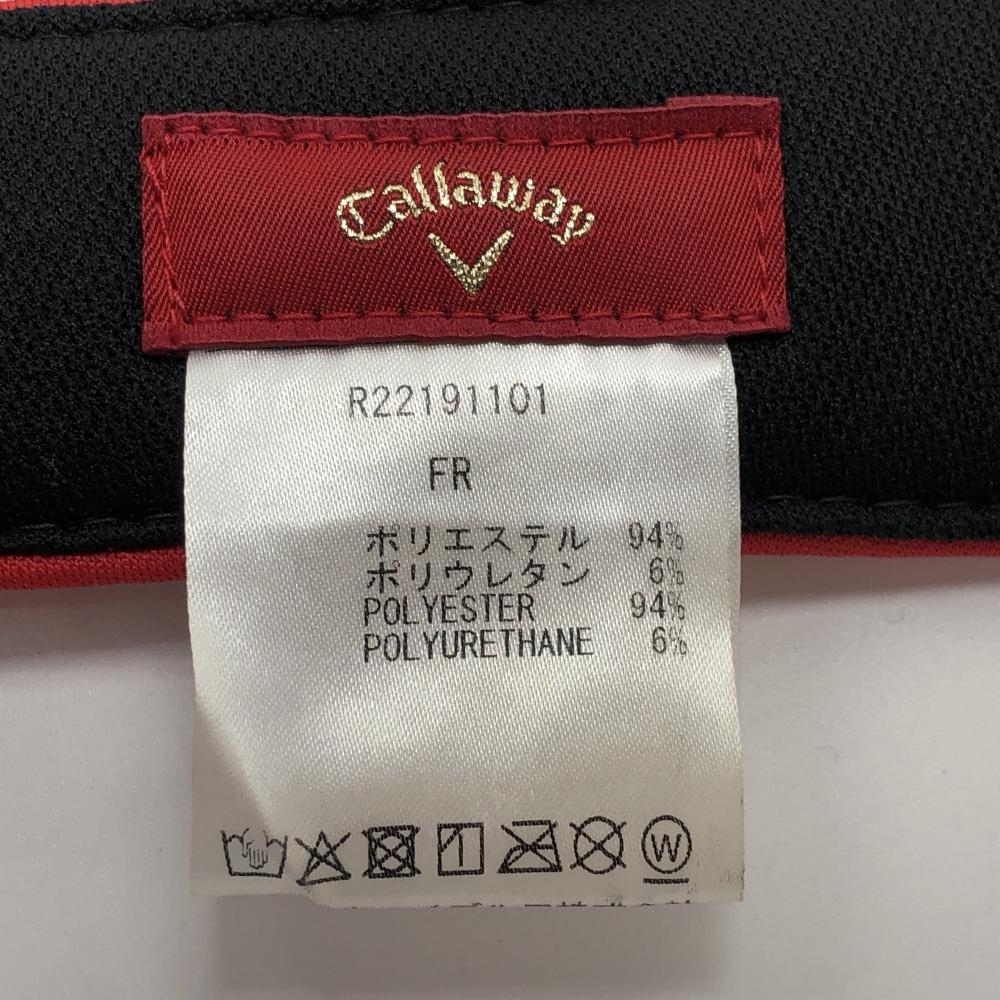 Callaway
R22191101
FR
ポリエステル 94%
ポリウレタン 6%
POLYESTER 94%
POLYURETHANE 6%
W